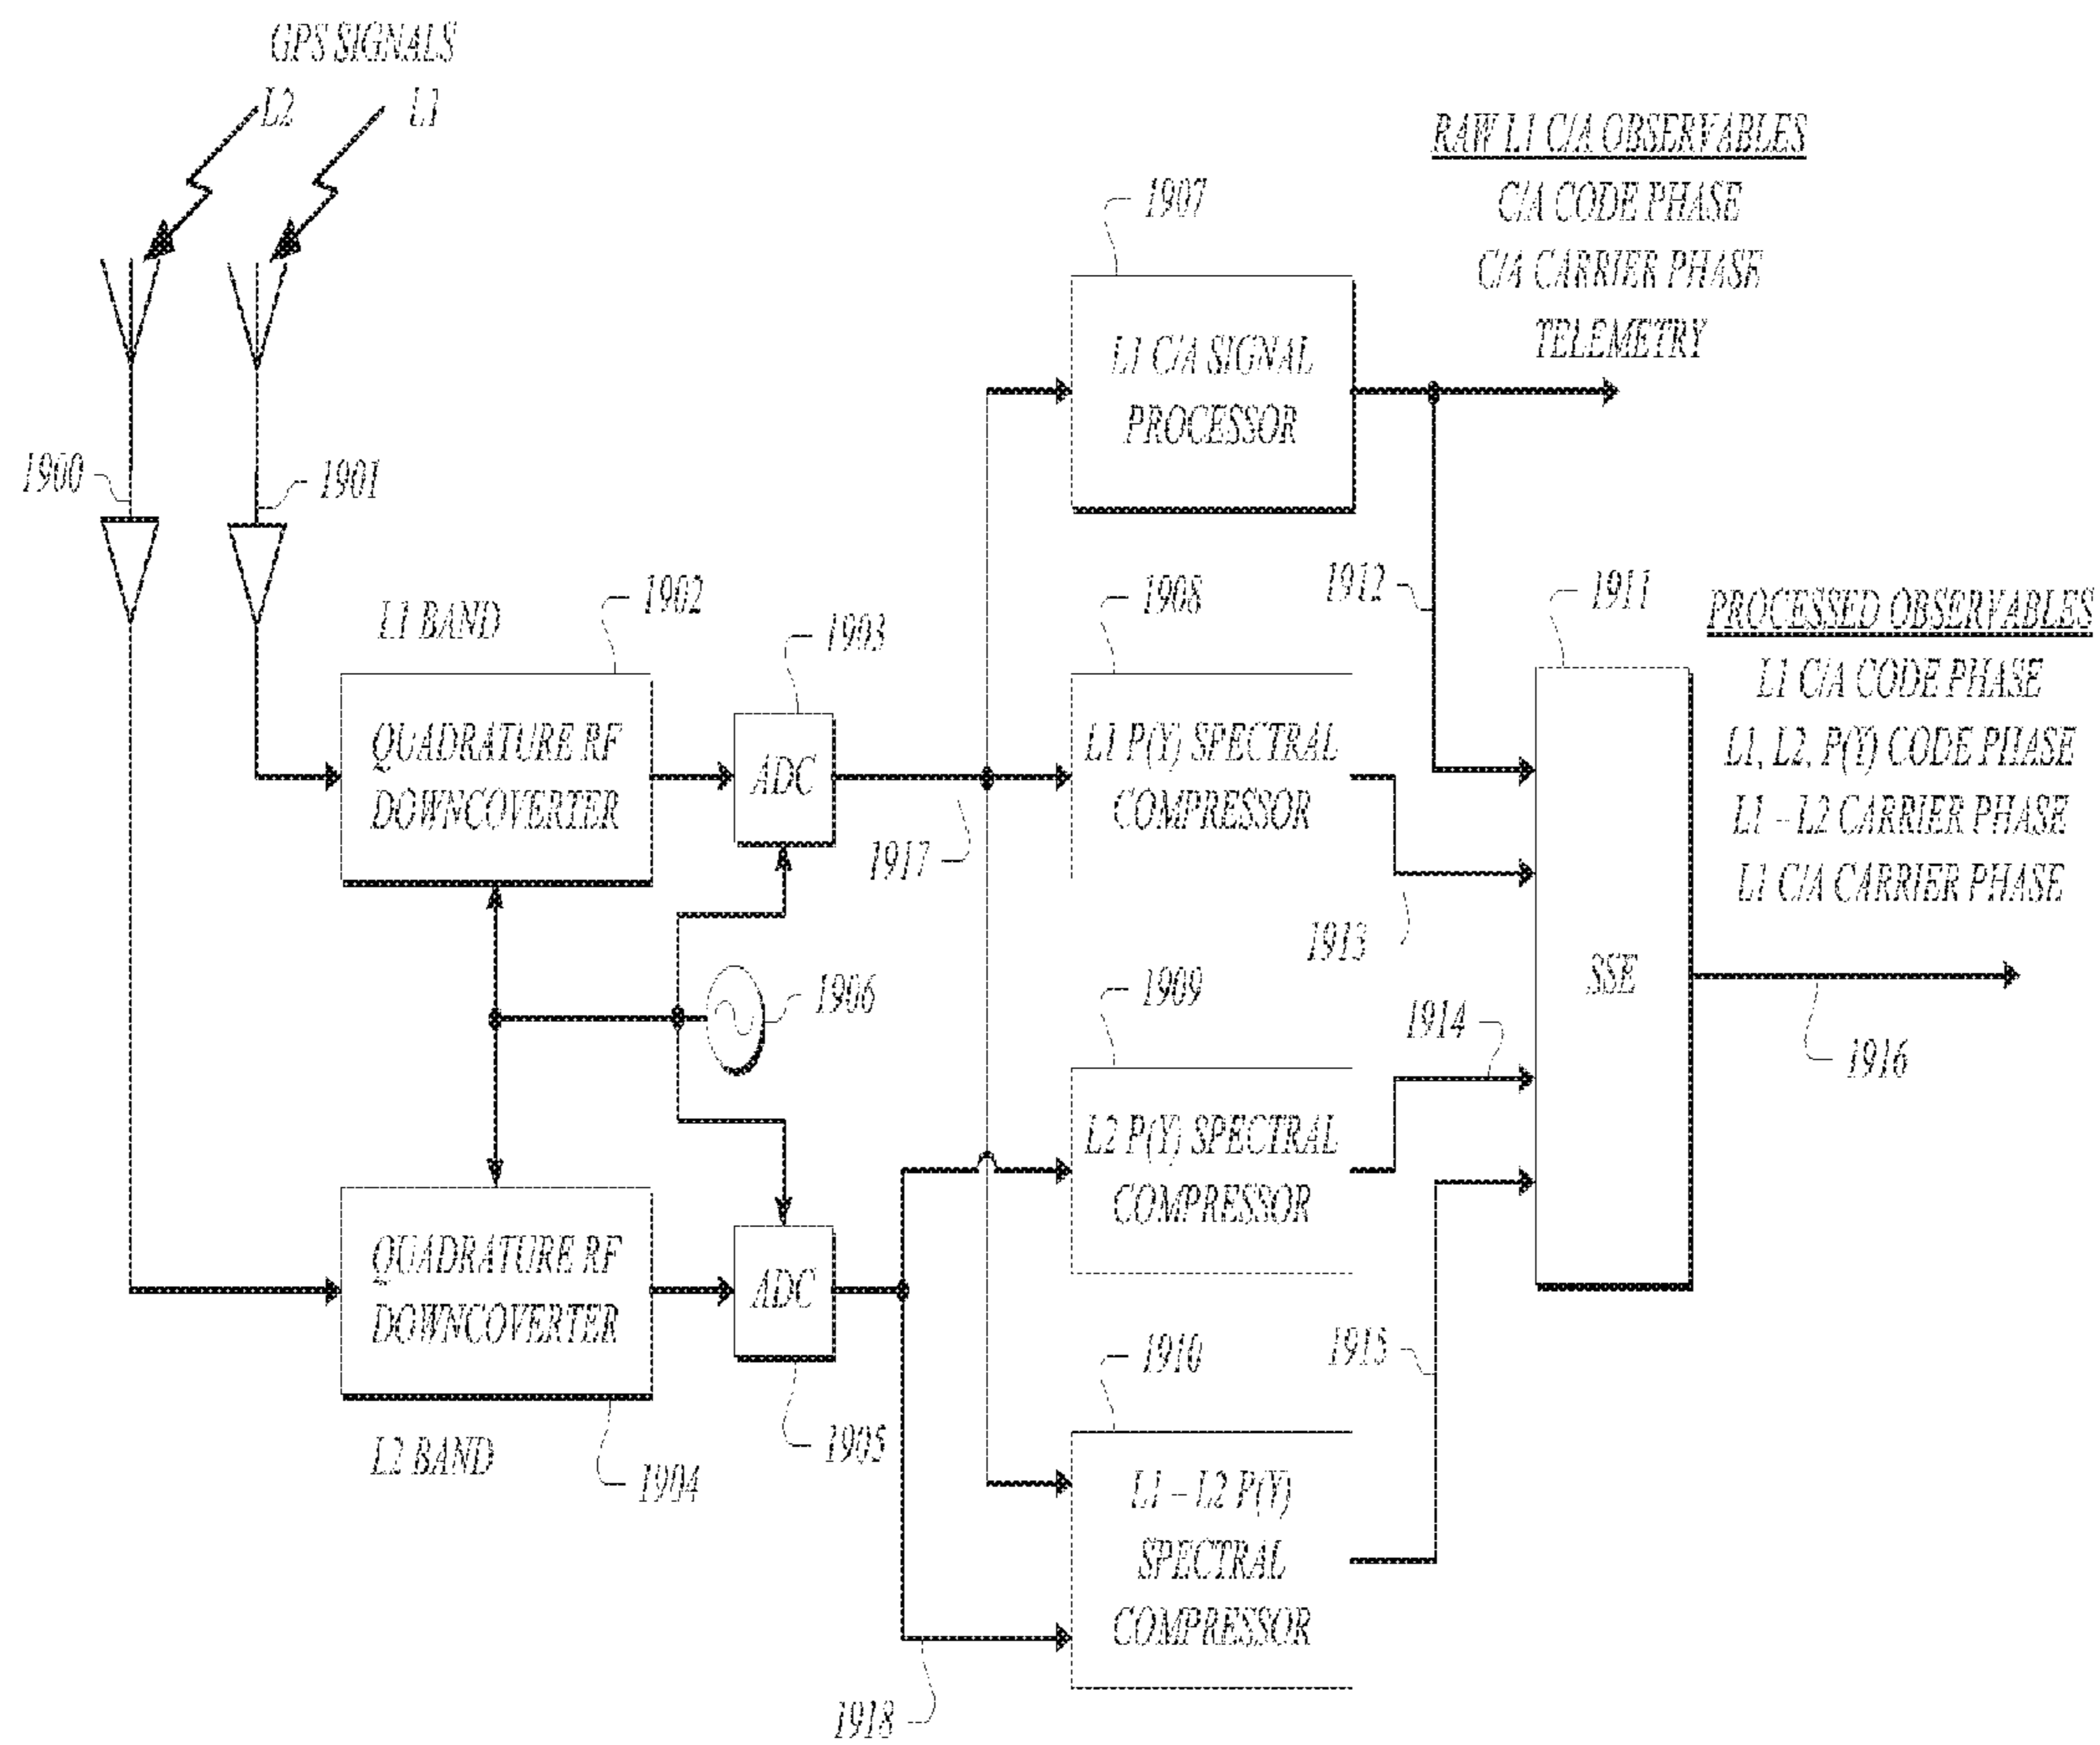 GPS SIGNALS
L2
L1
RAW L1 C/A OBSERVABLES
C/A CODE PHASE
C/A CARRIER PHASE
TELEMETRY
1907
L1 C/A SIGNAL
PROCESSOR
1900
1901
L1 BAND
1902
1903
1908
1912
1911
PROCESSED OBSERVABLES
L1 C/A CODE PHASE
L1, L2, P(Y) CODE PHASE
L1 – L2 CARRIER PHASE
L1 C/A CARRIER PHASE
QUADRATURE RF
DOWNCOVERTER
ADC
L1 P(Y) SPECTRAL
COMPRESSOR
1917
1913
1906
1909
1914
SSE
1916
L2 P(Y) SPECTRAL
COMPRESSOR
QUADRATURE RF
DOWNCOVERTER
ADC
1910
1915
L2 BAND
1904
1905
L1 – L2 P(Y)
SPECTRAL
COMPRESSOR
1918